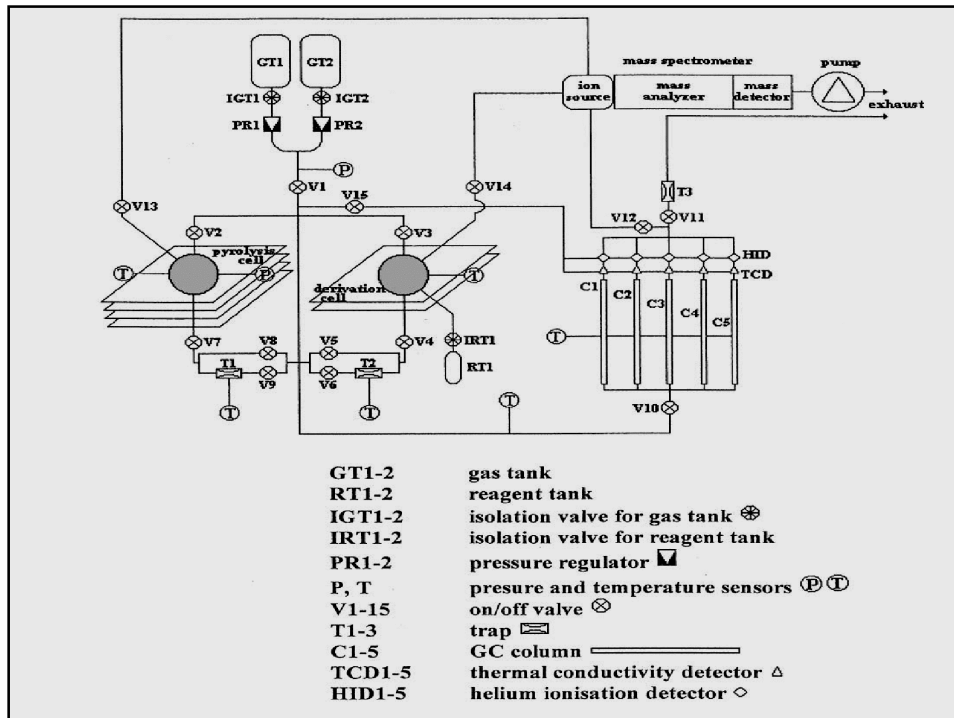 GT1 GT2
IGT1 IGT2
PR1 PR2
P
V1
V15
mass spectrometer
pump
ion source
mass analyzer
mass detector
exhaust
V13
V14
T3
V12 V11
V2 V3
pyrolysis cell
T P
derivation cell
T
HID
TCD
C1 C2 C3 C4 C5
T
V7 V8 V5 V4
IRT1
RT1
T1 V9 V6 T2
T T T
V10
GT1-2 gas tank
RT1-2 reagent tank
IGT1-2 isolation valve for gas tank
IRT1-2 isolation valve for reagent tank
PR1-2 pressure regulator
P, T presure and temperature sensors P T
V1-15 on/off valve
T1-3 trap
C1-5 GC column
TCD1-5 thermal conductivity detector
HID1-5 helium ionisation detector